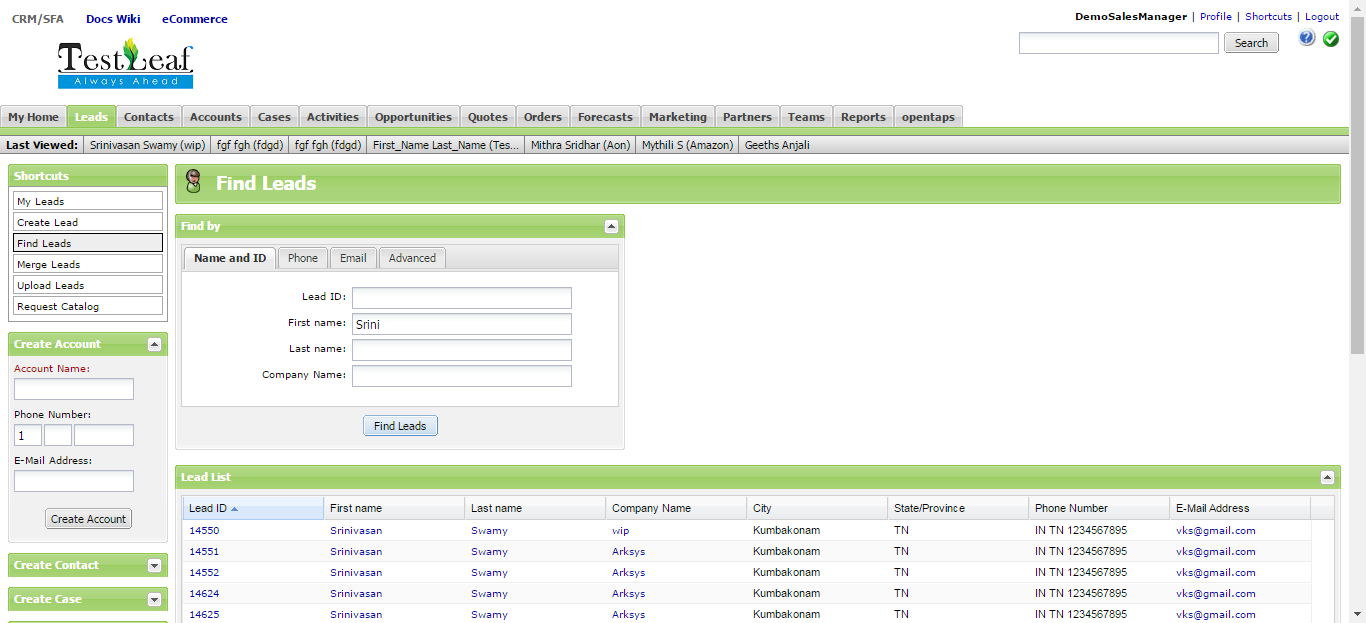 CRM/SFA Docs Wiki eCommerce
DemoSalesManager | Profile | Shortcuts | Logout
TestLeaf
Always Ahead
Search
?
My Home Leads Contacts Accounts Cases Activities Opportunities Quotes Orders Forecasts Marketing Partners Teams Reports opentaps
Last Viewed: Srinivasan Swamy (wip) fgf fgh (fdgd) fgf fgh (fdgd) First_Name Last_Name (Tes... Mithra Sridhar (Aon) Mythili S (Amazon) Geeths Anjali
Shortcuts
My Leads
Create Lead
Find Leads
Merge Leads
Upload Leads
Request Catalog
Create Account
Account Name:
Phone Number:
1
E-Mail Address:
Create Account
Create Contact
Create Case
Find Leads
Find by
Name and ID Phone Email Advanced
Lead ID:
First name: Srini
Last name:
Company Name:
Find Leads
Lead List
Lead ID First name Last name Company Name City State/Province Phone Number E-Mail Address
14550 Srinivasan Swamy wip Kumbakonam TN IN TN 1234567895 vks@gmail.com
14551 Srinivasan Swamy Arksys Kumbakonam TN IN TN 1234567895 vks@gmail.com
14552 Srinivasan Swamy Arksys Kumbakonam TN IN TN 1234567895 vks@gmail.com
14624 Srinivasan Swamy Arksys Kumbakonam TN IN TN 1234567895 vks@gmail.com
14625 Srinivasan Swamy Arksys Kumbakonam TN IN TN 1234567895 vks@gmail.com